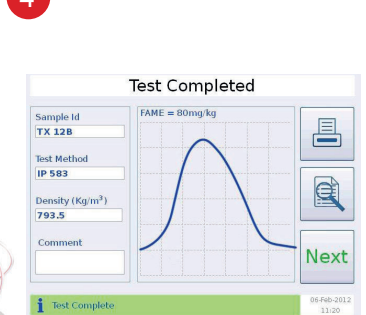 4
Test Completed
Sample Id
TX 12B
Test Method
IP 583
Density (Kg/m³)
793.5
Comment
FAME = 80mg/kg
Next
Test Complete
06-Feb-2012
11:20